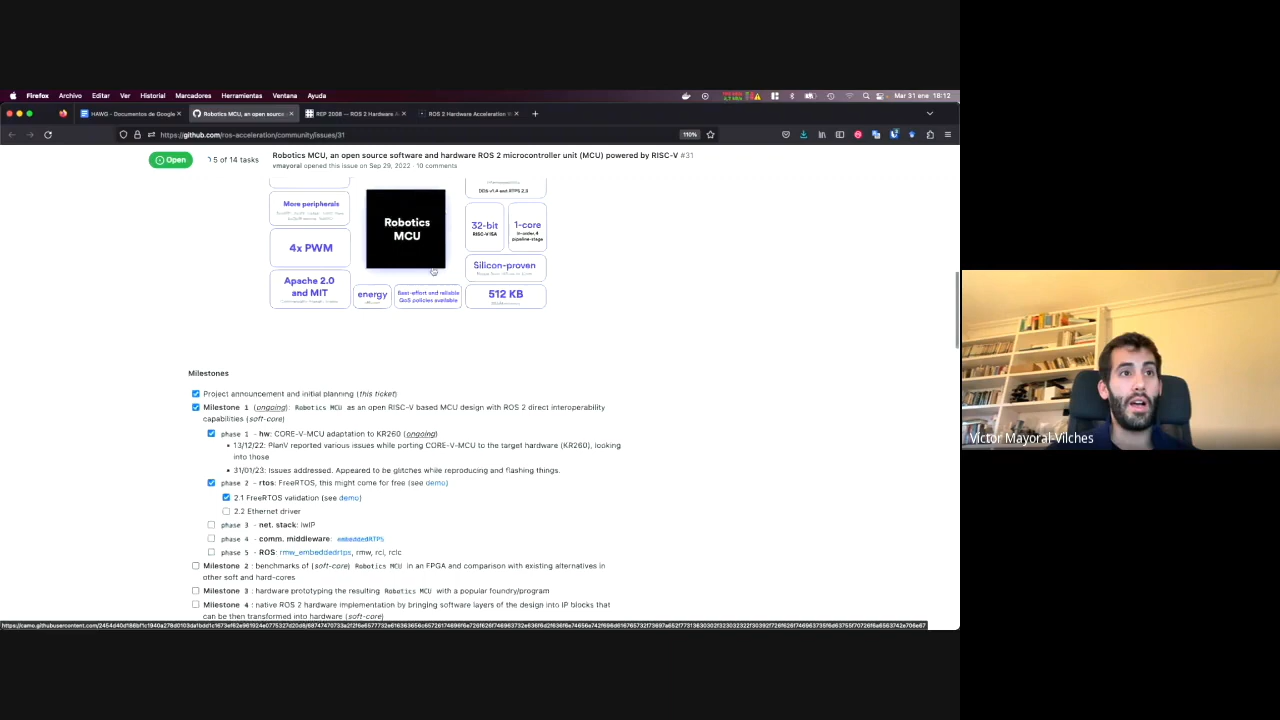 Firefox Archivo Editar Ver Historial Marcadores Herramientas Ventana Ayuda
Mar 31 ene 18:12
HAWG - Documentos de Google
Robotics MCU, an open source
REP 2008 — ROS 2 Hardware A
ROS 2 Hardware Acceleration W
https://github.com/ros-acceleration/community/issues/31
110%
Open
5 of 14 tasks
Robotics MCU, an open source software and hardware ROS 2 microcontroller unit (MCU) powered by RISC-V #31
vmayoral opened this issue on Sep 29, 2022 · 10 comments
DDS v1.4 and RTPS 2.3
More peripherals
Robotics
MCU
32-bit
RISC-V ISA
1-core
in-order, 4
pipeline-stage
4x PWM
Silicon-proven
Apache 2.0
and MIT
energy
Best-effort and reliable
QoS policies available
512 KB
Milestones
Project announcement and initial planning (this ticket)
Milestone 1 (ongoing): Robotics MCU as an open RISC-V based MCU design with ROS 2 direct interoperability
capabilities (soft-core)
phase 1 - hw: CORE-V-MCU adaptation to KR260 (ongoing)
• 13/12/22: PlanV reported various issues while porting CORE-V-MCU to the target hardware (KR260), looking
into those
• 31/01/23: Issues addressed. Appeared to be glitches while reproducing and flashing things.
phase 2 - rtos: FreeRTOS, this might come for free (see demo)
2.1 FreeRTOS validation (see demo)
2.2 Ethernet driver
phase 3 - net. stack: lwIP
phase 4 - comm. middleware: embeddedRTPS
phase 5 - ROS: rmw_embeddedrtps, rmw, rcl, rclc
Milestone 2 : benchmarks of (soft-core) Robotics MCU in an FPGA and comparison with existing alternatives in
other soft and hard-cores
Milestone 3 : hardware prototyping the resulting Robotics MCU with a popular foundry/program
Milestone 4 : native ROS 2 hardware implementation by bringing software layers of the design into IP blocks that
can be then transformed into hardware (soft-core)
Víctor Mayoral-Vilches